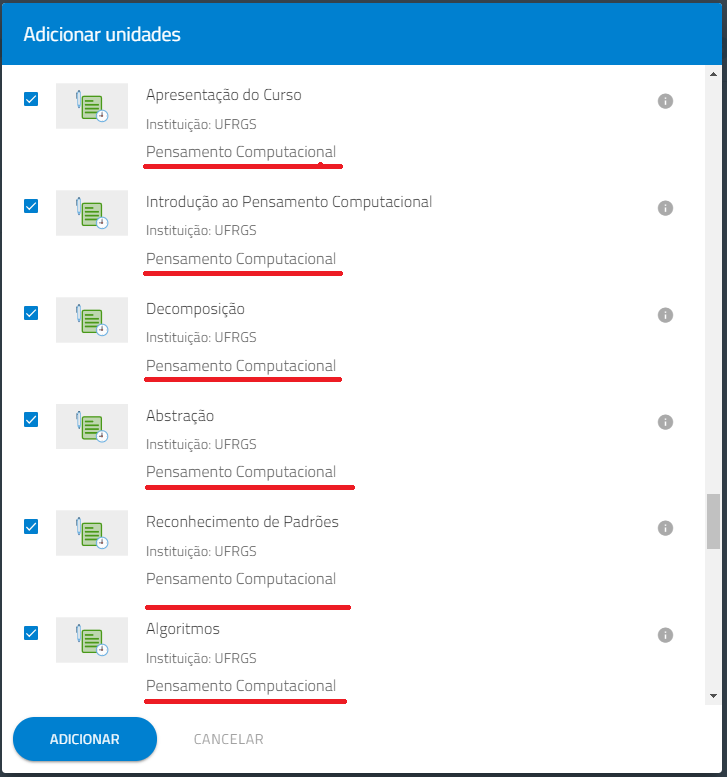 Adicionar unidades
Apresentação do Curso
Instituição: UFRGS
Pensamento Computacional
Introdução ao Pensamento Computacional
Instituição: UFRGS
Pensamento Computacional
Decomposição
Instituição: UFRGS
Pensamento Computacional
Abstração
Instituição: UFRGS
Pensamento Computacional
Reconhecimento de Padrões
Instituição: UFRGS
Pensamento Computacional
Algoritmos
Instituição: UFRGS
Pensamento Computacional
ADICIONAR
CANCELAR